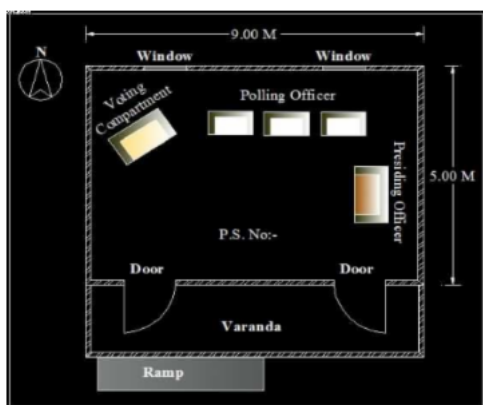 9.00 M
N
Window
Window
Voting
Compartment
Polling Officer
Presiding Officer
5.00 M
P.S. No:-
Door
Door
Varanda
Ramp